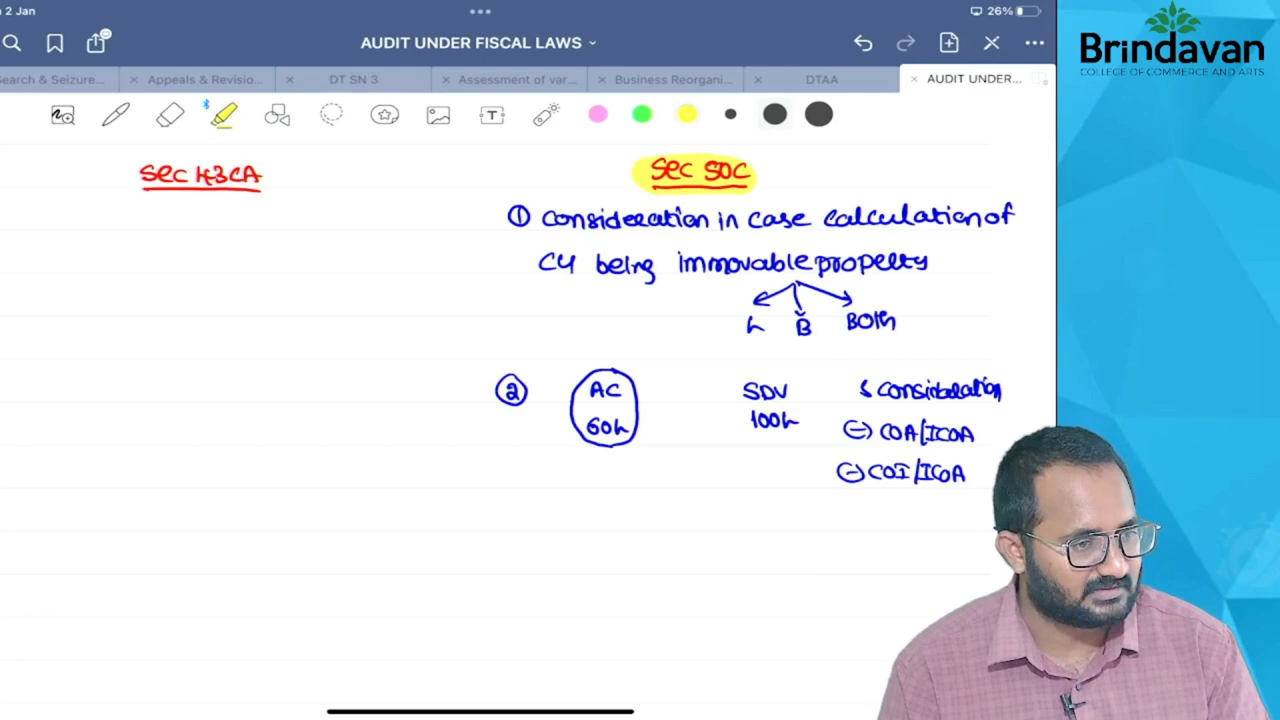 2 Jan
26%
AUDIT UNDER FISCAL LAWS
earch & Seizure...
Appeals & Revisio...
DT SN 3
Assessment of var...
Business Reorgani...
DTAA
AUDIT UNDER...
Brindavan
COLLEGE OF COMMERCE AND ARTS
Sec 43CA
Sec 50C
① Consideration in case calculation of
CG being immovable property
L B Both
② AC SDV Consideration
60L 100L (-) COA/ICOA
(-) COI/ICOA